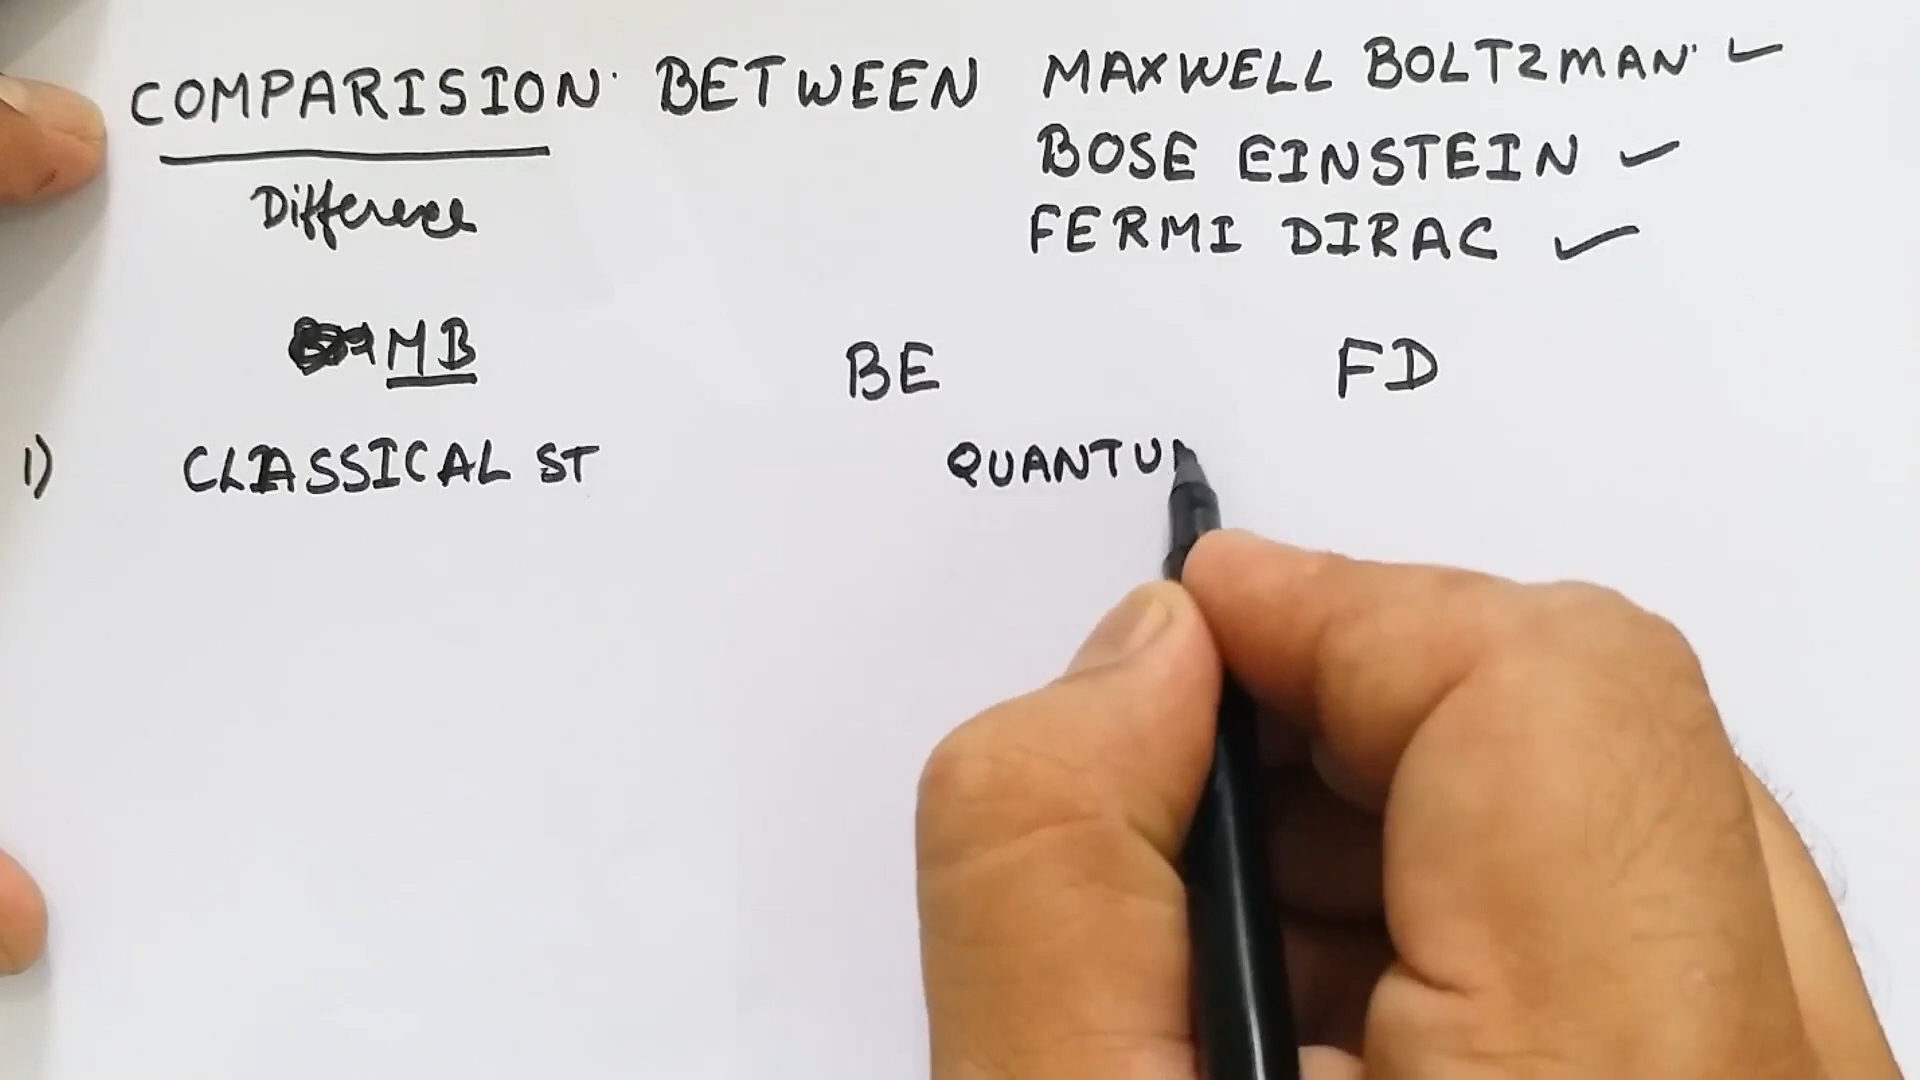 COMPARISION BETWEEN MAXWELL BOLTZMAN
BOSE EINSTEIN
FERMI DIRAC
Difference
MB BE FD
1) CLASSICAL ST QUANTU